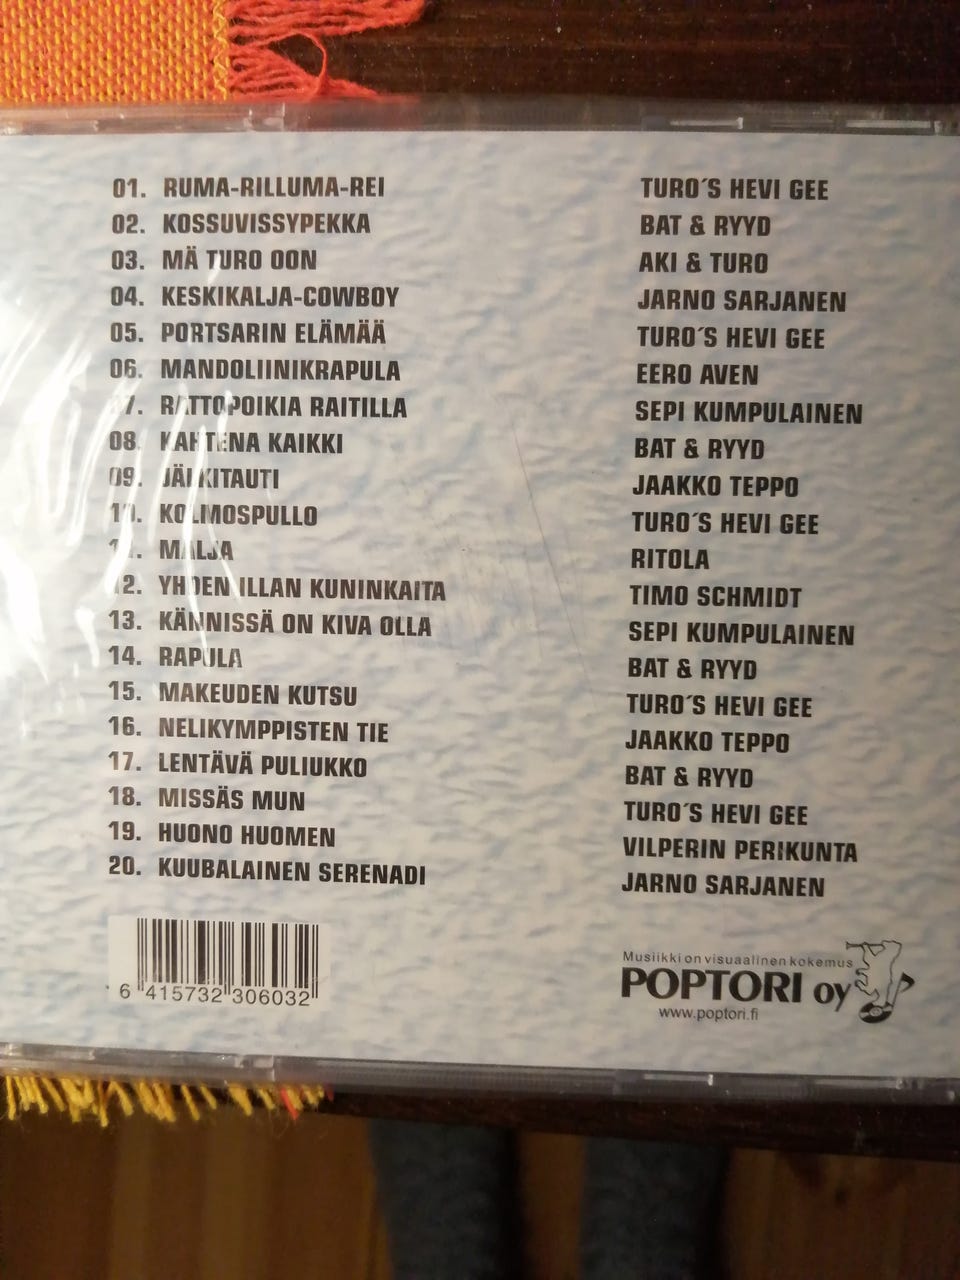 01. RUMA-RILLUMA-REI TURO´S HEVI GEE
02. KOSSUVISSYPEKKA BAT & RYYD
03. MÄ TURO OON AKI & TURO
04. KESKIKALJA-COWBOY JARNO SARJANEN
05. PORTSARIN ELÄMÄÄ TURO´S HEVI GEE
06. MANDOLIINIKRAPULA EERO AVEN
07. RATTOPOIKIA RAITILLA SEPI KUMPULAINEN
08. KAHTENA KAIKKI BAT & RYYD
09. JÄLKITAUTI JAAKKO TEPPO
10. KOLMOSPULLO TURO´S HEVI GEE
11. MALJA RITOLA
12. YHDEN ILLAN KUNINKAITA TIMO SCHMIDT
13. KÄNNISSÄ ON KIVA OLLA SEPI KUMPULAINEN
14. RAPULA BAT & RYYD
15. MAKEUDEN KUTSU TURO´S HEVI GEE
16. NELIKYMPPISTEN TIE JAAKKO TEPPO
17. LENTÄVÄ PULIUKKO BAT & RYYD
18. MISSÄS MUN TURO´S HEVI GEE
19. HUONO HUOMEN VILPERIN PERIKUNTA
20. KUUBALAINEN SERENADI JARNO SARJANEN
6 415732 306032
Musiikki on visuaalinen kokemus
POPTORI oy
www.poptori.fi